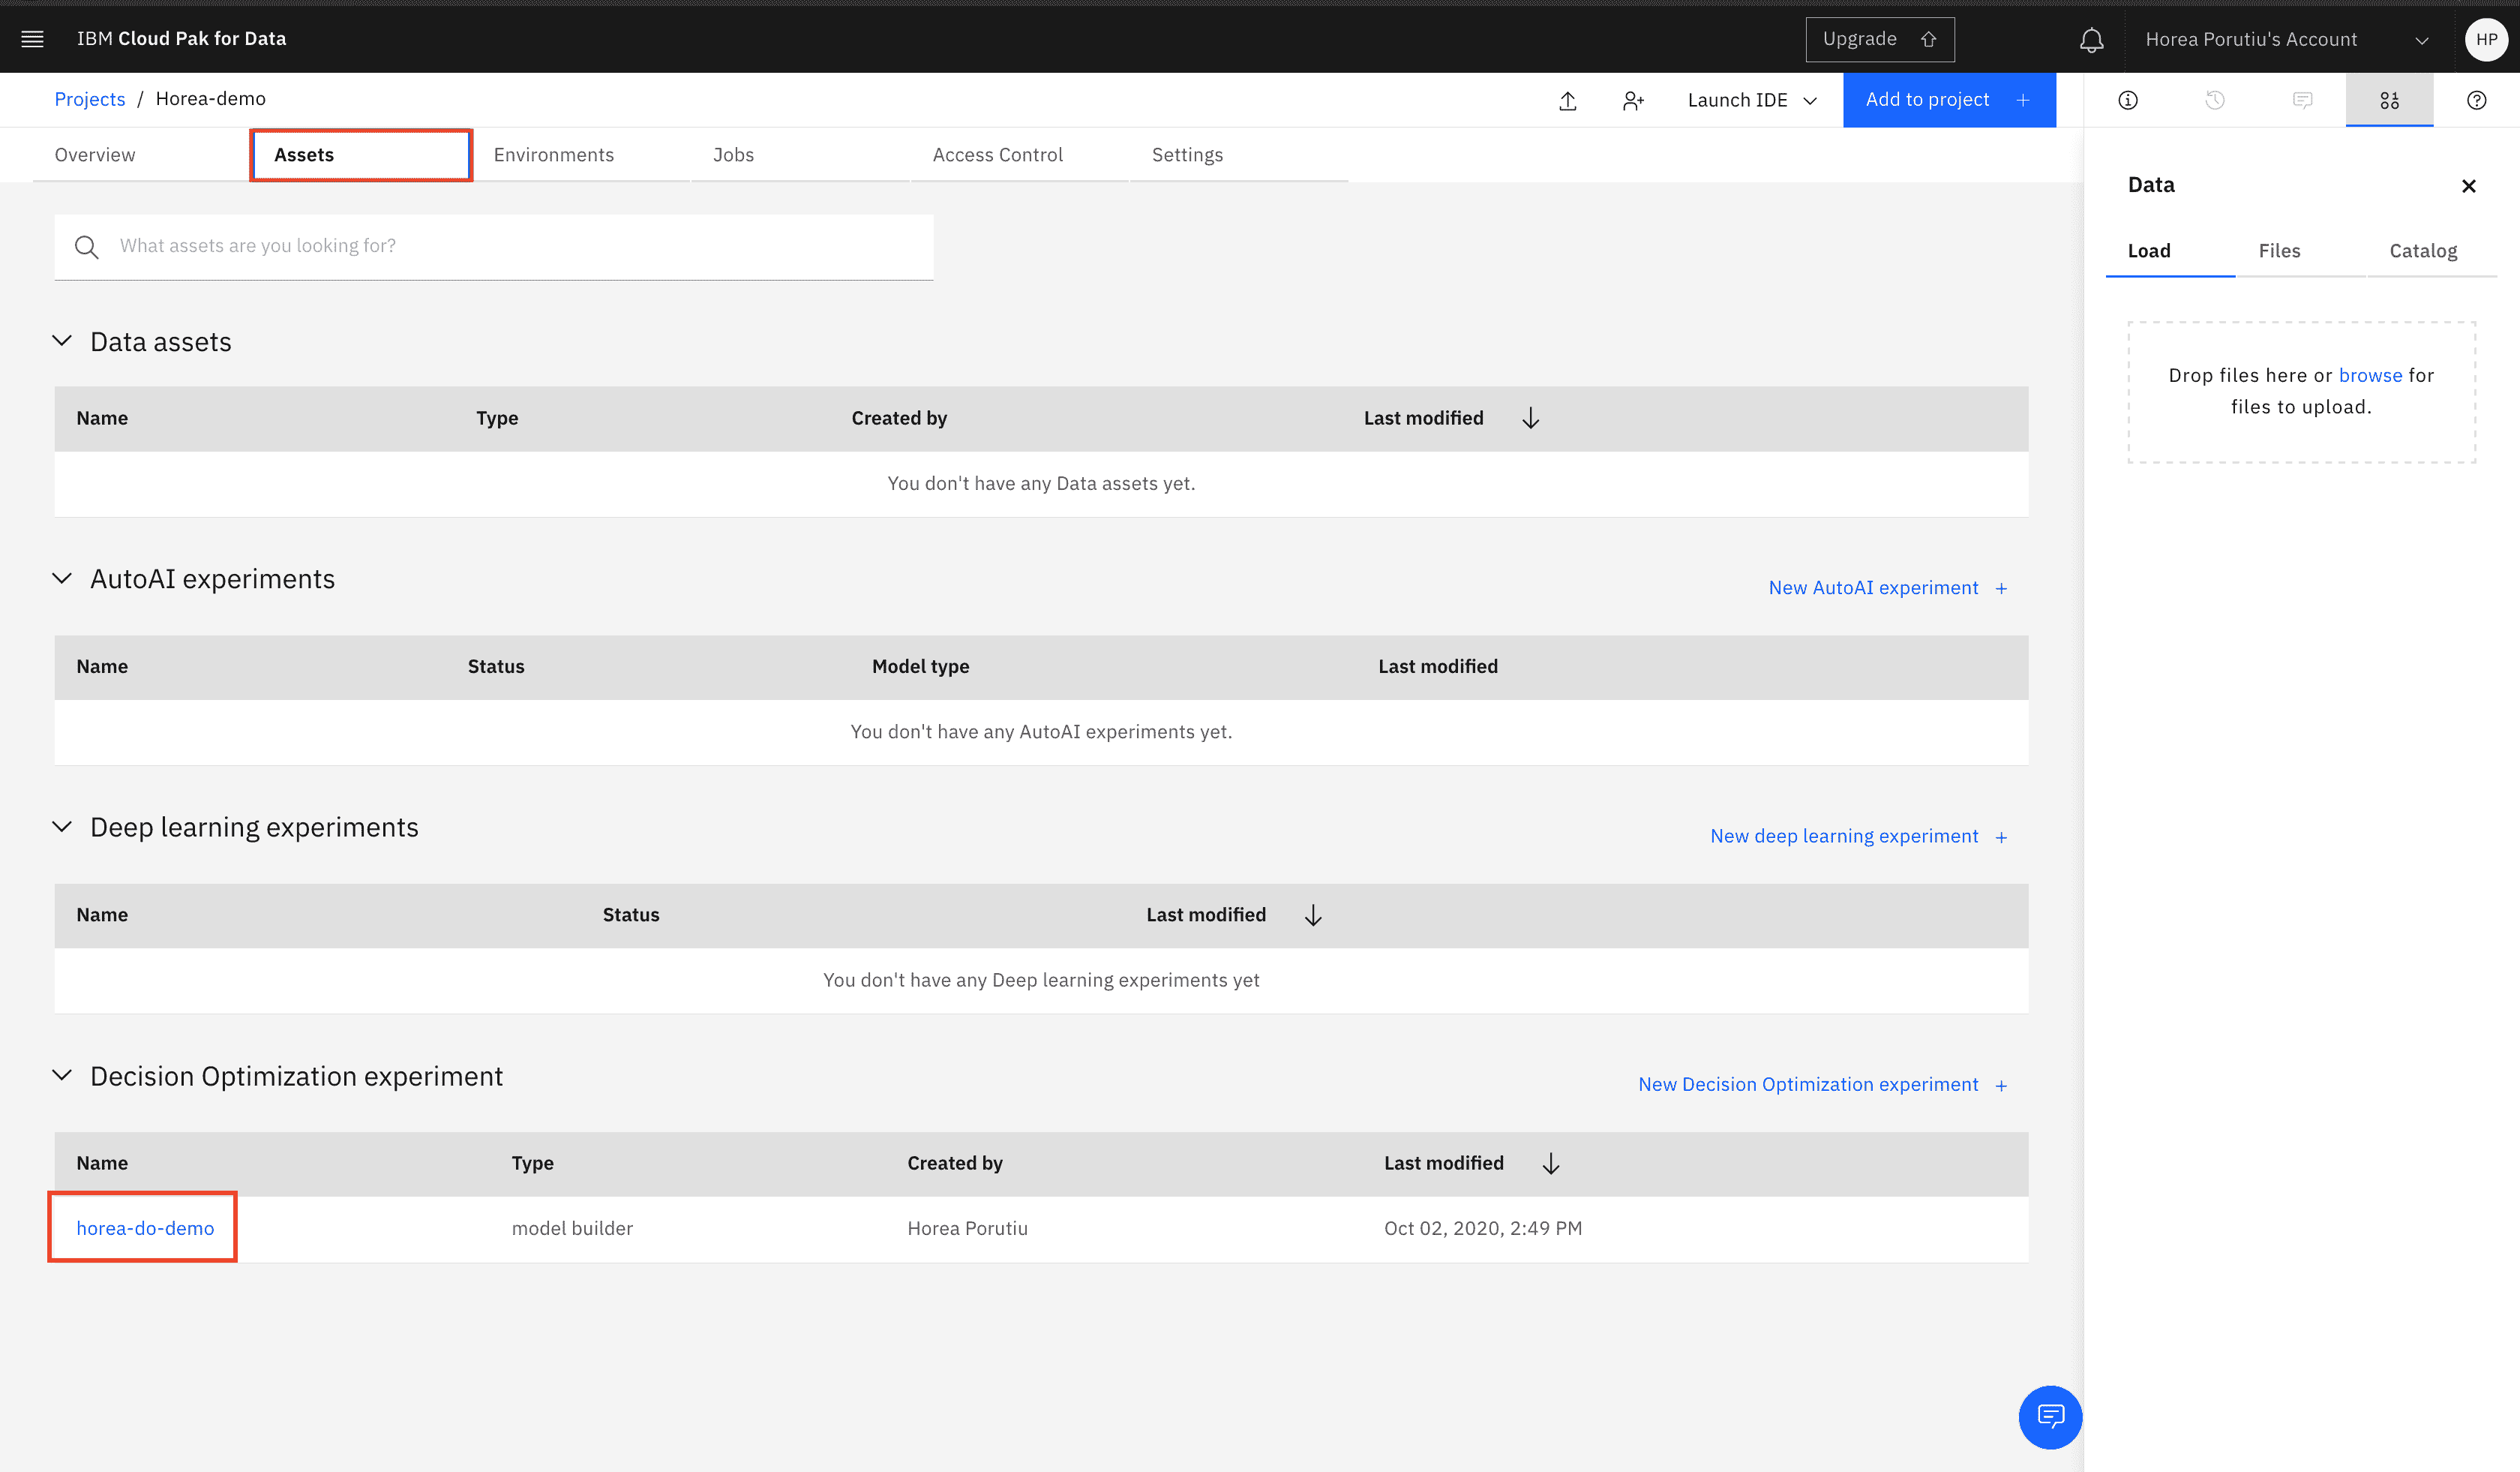 IBM Cloud Pak for Data
Upgrade
Horea Porutiu's Account
HP
Projects / Horea-demo
Launch IDE
Add to project +
Overview
Assets
Environments
Jobs
Access Control
Settings
What assets are you looking for?
Data assets
Name Type Created by Last modified
You don't have any Data assets yet.
AutoAI experiments
New AutoAI experiment +
Name Status Model type Last modified
You don't have any AutoAI experiments yet.
Deep learning experiments
New deep learning experiment +
Name Status Last modified
You don't have any Deep learning experiments yet
Decision Optimization experiment
New Decision Optimization experiment +
Name Type Created by Last modified
horea-do-demo model builder Horea Porutiu Oct 02, 2020, 2:49 PM
Data
Load
Files
Catalog
Drop files here or browse for
files to upload.